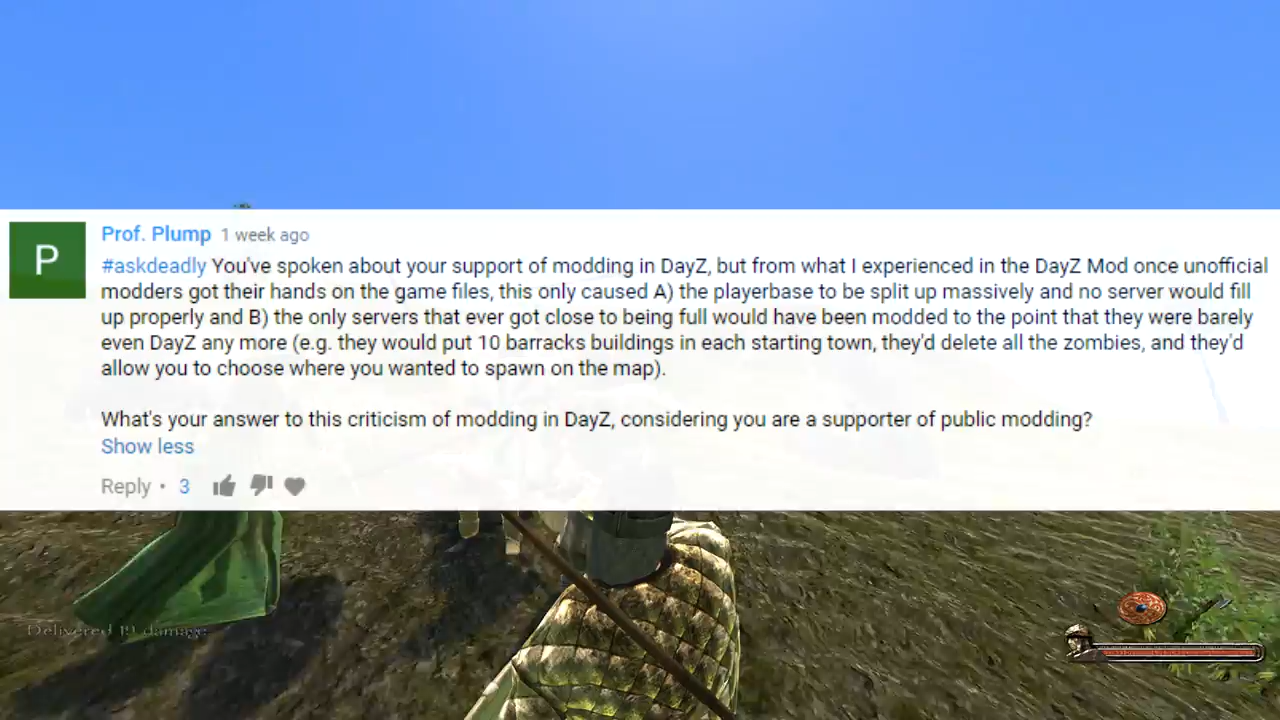 P
Prof. Plump 1 week ago
#askdeadly You've spoken about your support of modding in DayZ, but from what I experienced in the DayZ Mod once unofficial
modders got their hands on the game files, this only caused A) the playerbase to be split up massively and no server would fill
up properly and B) the only servers that ever got close to being full would have been modded to the point that they were barely
even DayZ any more (e.g. they would put 10 barracks buildings in each starting town, they'd delete all the zombies, and they'd
allow you to choose where you wanted to spawn on the map).
What's your answer to this criticism of modding in DayZ, considering you are a supporter of public modding?
Show less
Reply • 3
Delivered 19 damage.